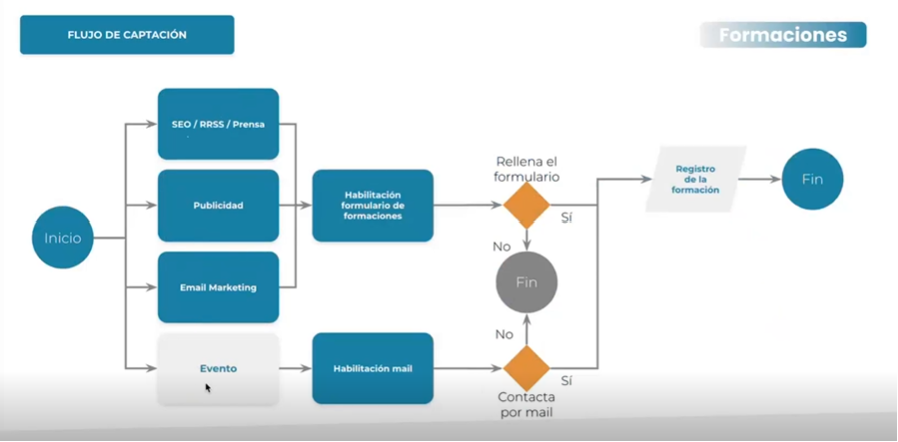 FLUJO DE CAPTACIÓN
Formaciones
SEO / RRSS / Prensa
Publicidad
Email Marketing
Evento
Inicio
Habilitación
formulario de
formaciones
Habilitación mail
Rellena el
formulario
Sí
No
Fin
No
Sí
Contacta
por mail
Registro
de la
formación
Fin